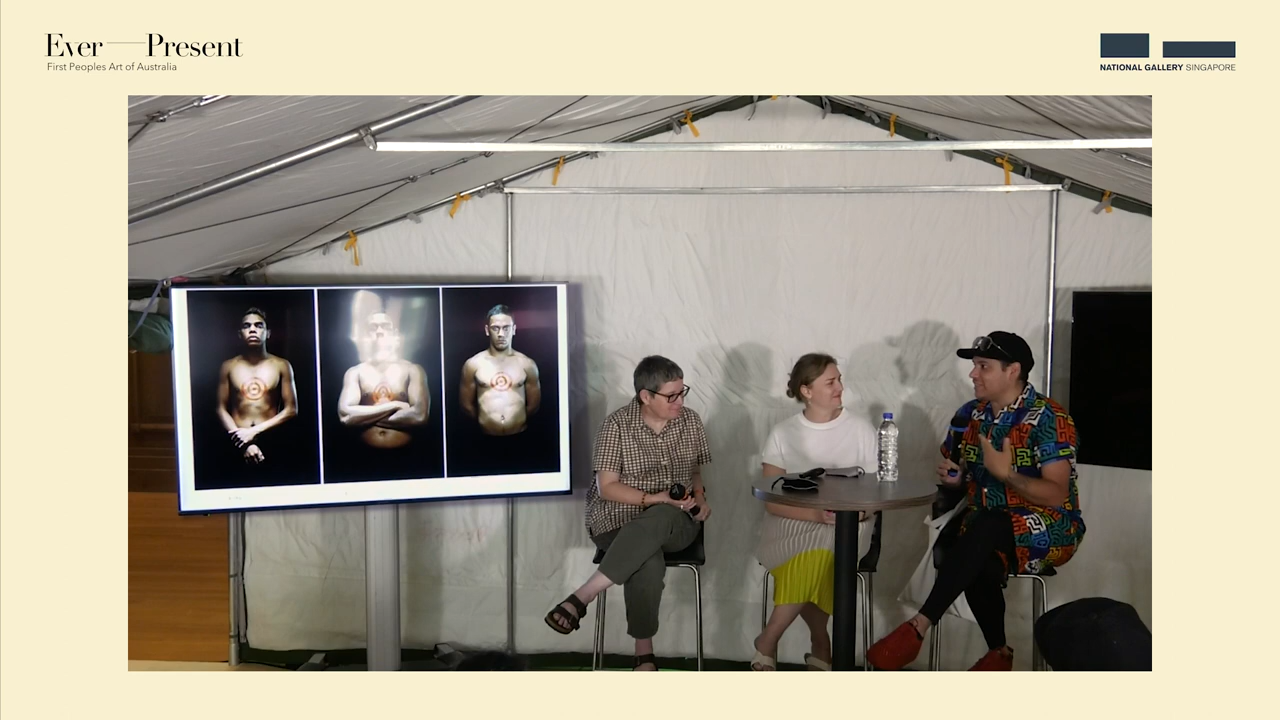 Ever — Present
First Peoples Art of Australia
NATIONAL GALLERY SINGAPORE